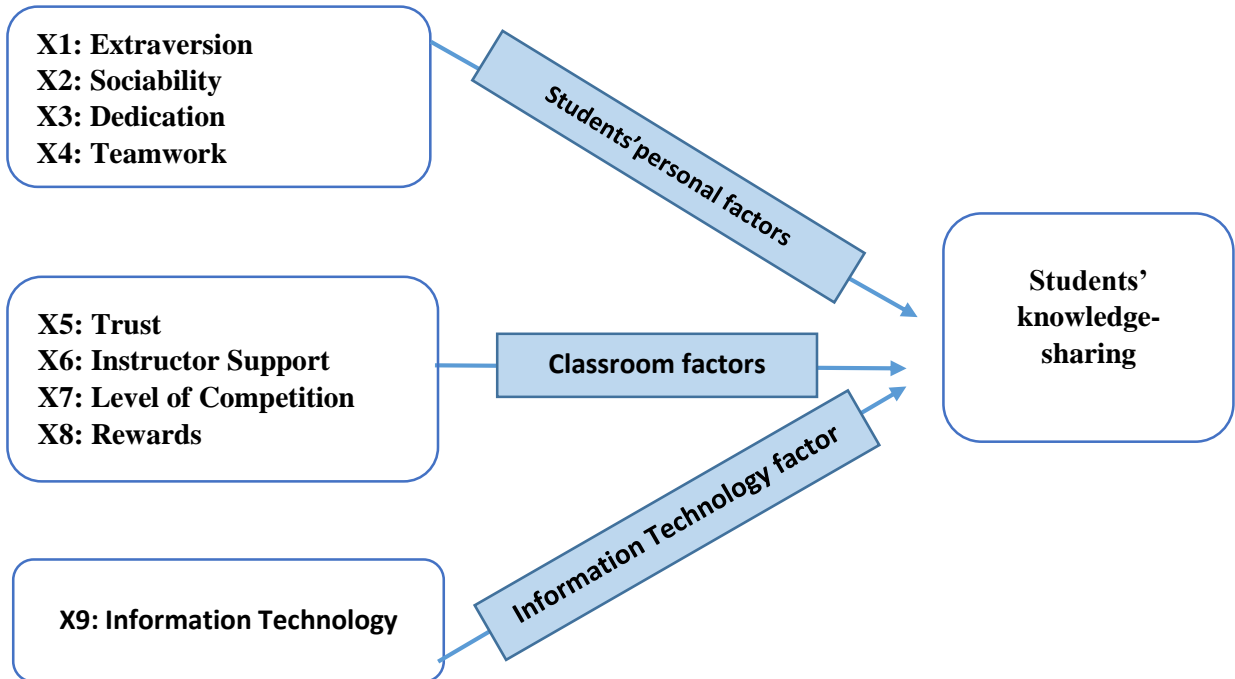 X1: Extraversion
X2: Sociability
X3: Dedication
X4: Teamwork
Students’personal factors
X5: Trust
X6: Instructor Support
X7: Level of Competition
X8: Rewards
Classroom factors
X9: Information Technology
Information Technology factor
Students’
knowledge-
sharing